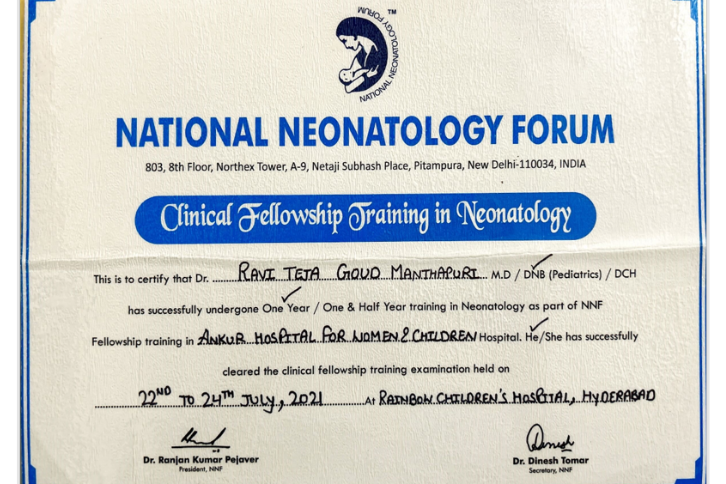 NATIONAL NEONATOLOGY FORUM
TM
NATIONAL NEONATOLOGY FORUM
803, 8th Floor, Northex Tower, A-9, Netaji Subhash Place, Pitampura, New Delhi-110034, INDIA
Clinical Fellowship Training in Neonatology
This is to certify that Dr. RAVI TEJA GOUD MANTHAPURI M.D / DNB (Pediatrics) / DCH
has successfully undergone One Year / One & Half Year training in Neonatology as part of NNF
Fellowship training in ANKUR HOSPITAL FOR WOMEN & CHILDREN Hospital. He/She has successfully
cleared the clinical fellowship training examination held on
22ND TO 24TH JULY, 2021 At RAINBOW CHILDREN'S HOSPITAL, HYDERABAD
Dinesh
Dr. Ranjan Kumar Pejaver
President, NNF
Dr. Dinesh Tomar
Secretary, NNF